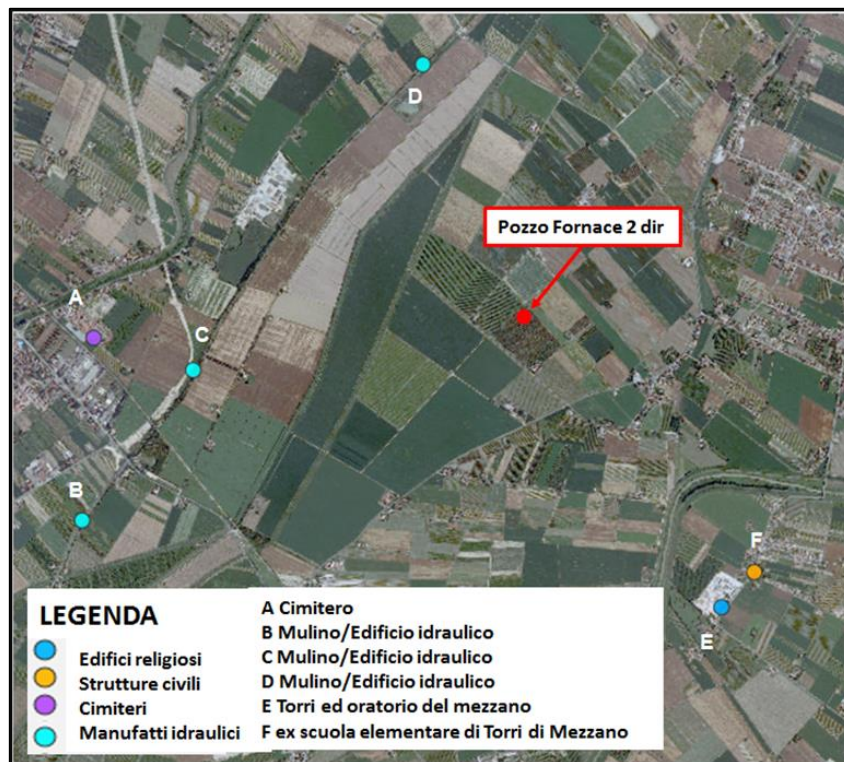 D
Pozzo Fornace 2 dir
A
C
B
F
E
LEGENDA
Edifici religiosi
Strutture civili
Cimiteri
Manufatti idraulici
A Cimitero
B Mulino/Edificio idraulico
C Mulino/Edificio idraulico
D Mulino/Edificio idraulico
E Torri ed oratorio del mezzano
F ex scuola elementare di Torri di Mezzano